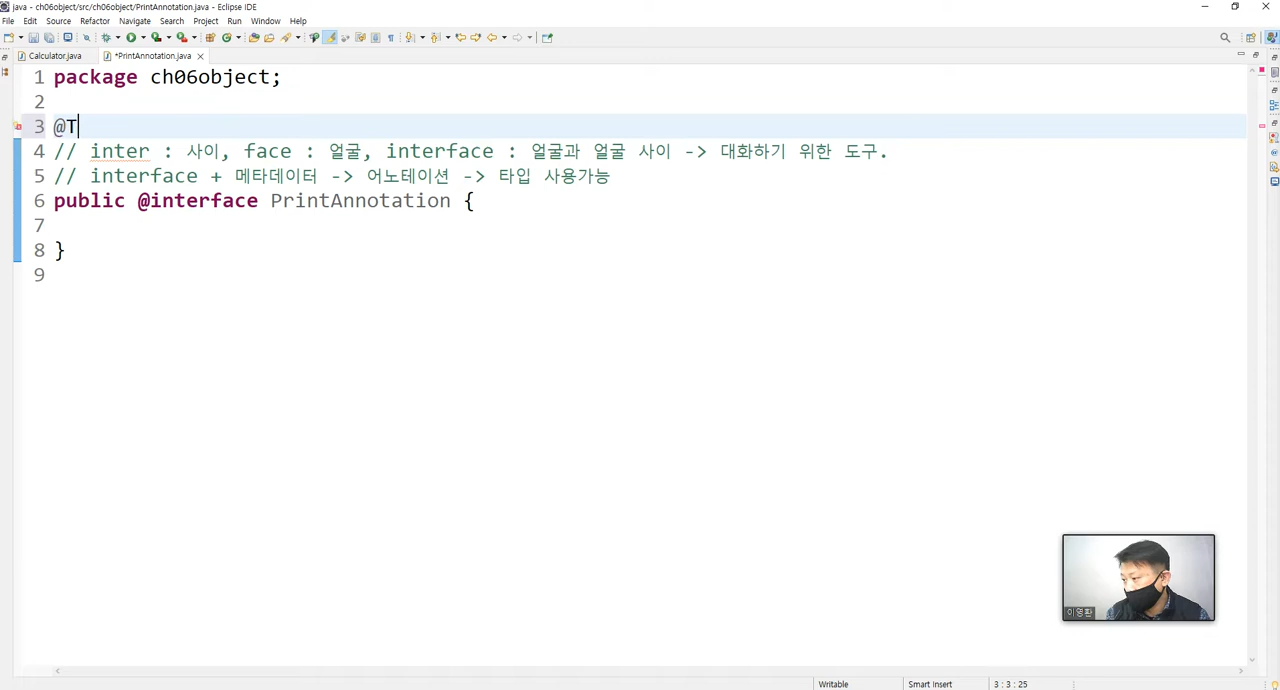 java - ch06object/src/ch06object/PrintAnnotation.java - Eclipse IDE
File Edit Source Refactor Navigate Search Project Run Window Help
Calculator.java *PrintAnnotation.java
1 package ch06object;
2
3 @T
4 // inter : 사이, face : 얼굴, interface : 얼굴과 얼굴 사이 -> 대화하기 위한 도구.
5 // interface + 메타데이터 -> 어노테이션 -> 타입 사용가능
6 public @interface PrintAnnotation {
7
8 }
9
이영환
Writable Smart Insert 3 : 3 : 25